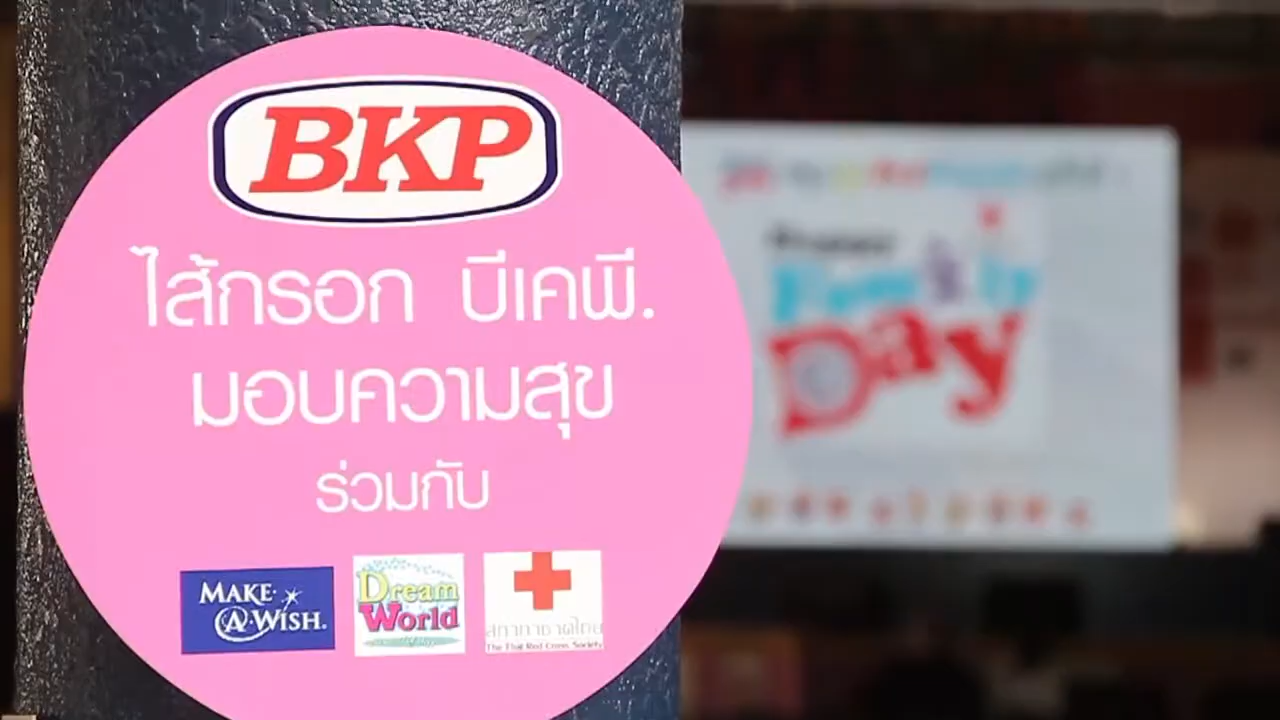 BKP
ไส้กรอก บีเคพี.
มอบความสุข
ร่วมกับ
MAKE·A·WISH.
Dream World
สภากาชาดไทย
The Thai Red Cross Society
Family
Day